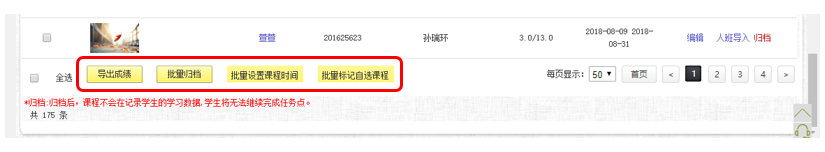 萱萱 201625623 孙瑞环 3.0/13.0 2018-08-09 2018-08-31 编辑 人班导入 归档
全选 导出成绩 批量归档 批量设置课程时间 批量标记自选课程 每页显示: 50 首页 < 1 2 3 4 >
*归档:归档后，课程不会在记录学生的学习数据,学生将无法继续完成任务点。
共 175 条